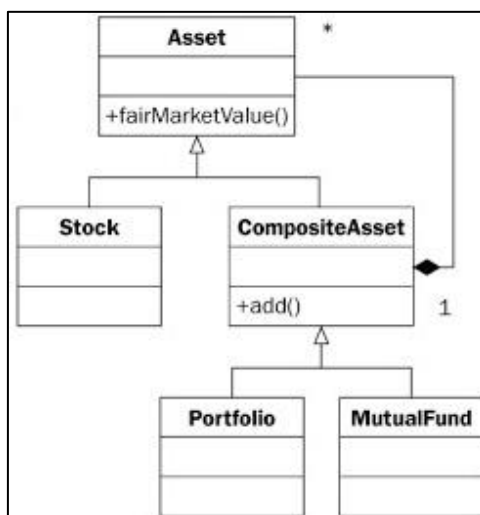 Asset
*
+fairMarketValue()
Stock
CompositeAsset
+add()
1
Portfolio
MutualFund